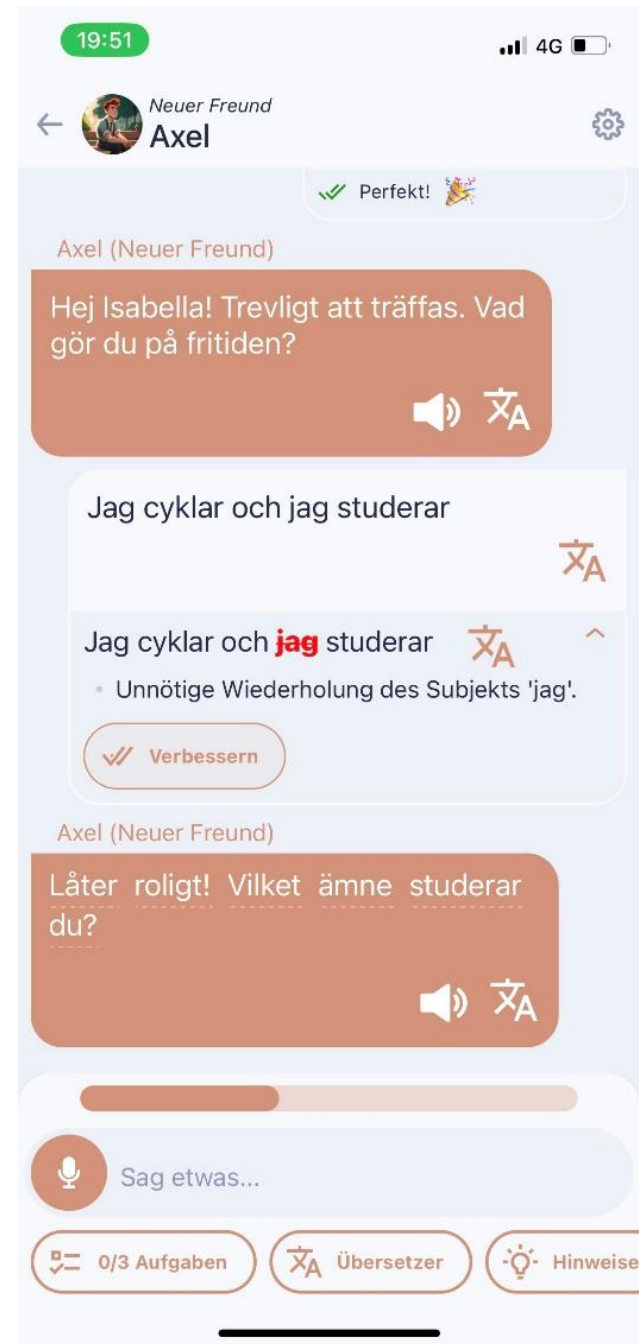 19:51
4G
Neuer Freund
Axel
Perfekt!
Axel (Neuer Freund)
Hej Isabella! Trevligt att träffas. Vad
gör du på fritiden?
Jag cyklar och jag studerar
Jag cyklar och jag studerar
Unnötige Wiederholung des Subjekts 'jag'.
Verbessern
Axel (Neuer Freund)
Låter roligt! Vilket ämne studerar
du?
Sag etwas...
0/3 Aufgaben
Übersetzer
Hinweise